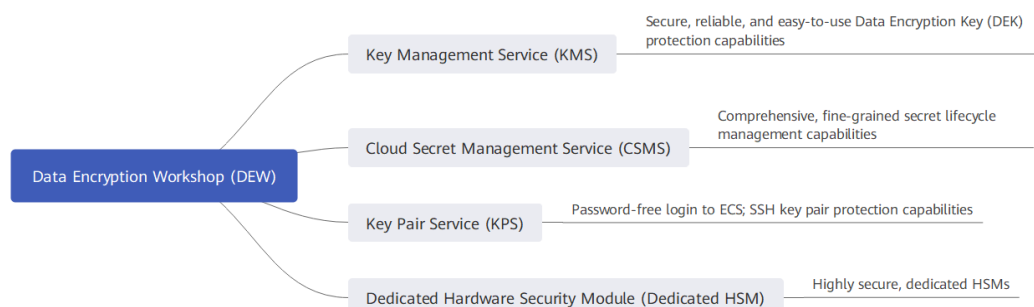 Secure, reliable, and easy-to-use Data Encryption Key (DEK)
protection capabilities
Key Management Service (KMS)
Comprehensive, fine-grained secret lifecycle
management capabilities
Cloud Secret Management Service (CSMS)
Data Encryption Workshop (DEW)
Password-free login to ECS; SSH key pair protection capabilities
Key Pair Service (KPS)
Highly secure, dedicated HSMs
Dedicated Hardware Security Module (Dedicated HSM)